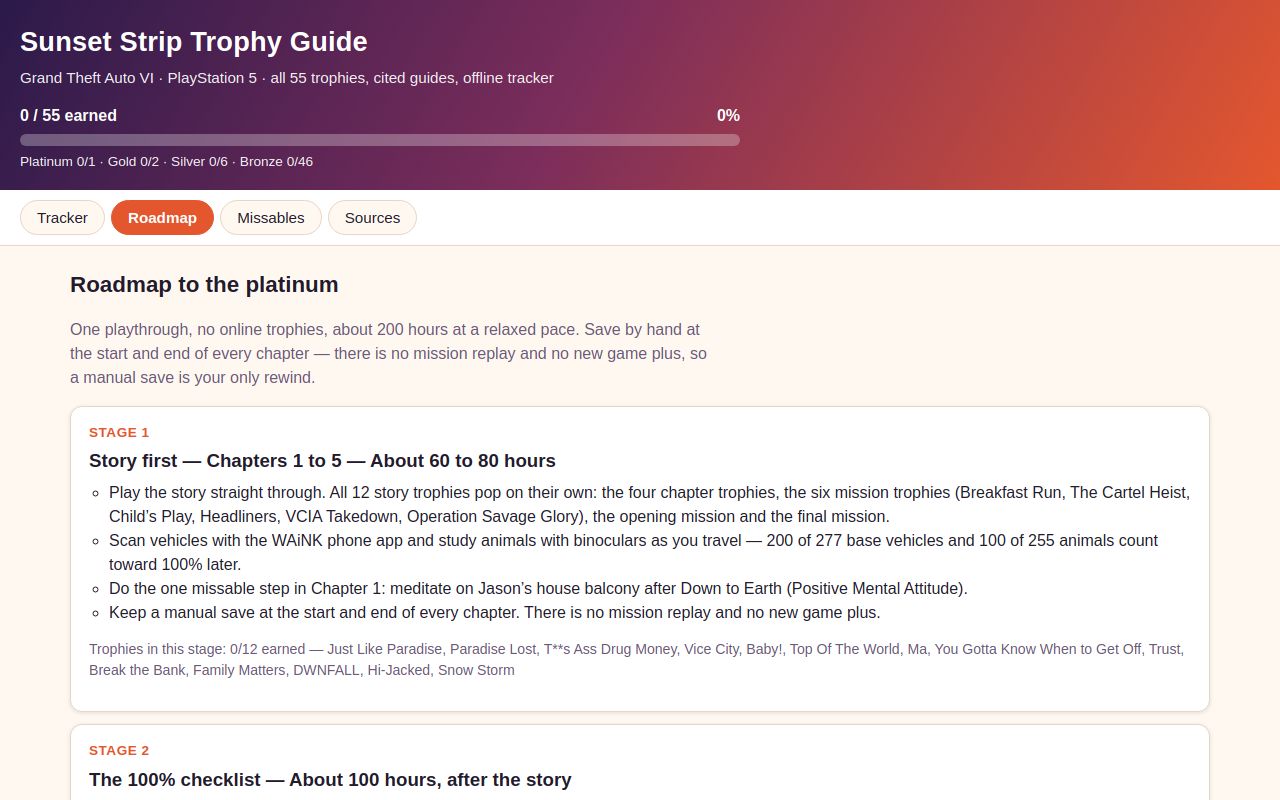 Sunset Strip Trophy Guide
Grand Theft Auto VI · PlayStation 5 · all 55 trophies, cited guides, offline tracker
0 / 55 earned
0%
Platinum 0/1 · Gold 0/2 · Silver 0/6 · Bronze 0/46
Tracker
Roadmap
Missables
Sources
Roadmap to the platinum
One playthrough, no online trophies, about 200 hours at a relaxed pace. Save by hand at
the start and end of every chapter — there is no mission replay and no new game plus, so
a manual save is your only rewind.
STAGE 1
Story first — Chapters 1 to 5 — About 60 to 80 hours
Play the story straight through. All 12 story trophies pop on their own: the four chapter trophies, the six mission trophies (Breakfast Run, The Cartel Heist,
Child’s Play, Headliners, VCIA Takedown, Operation Savage Glory), the opening mission and the final mission.
Scan vehicles with the WAiNK phone app and study animals with binoculars as you travel — 200 of 277 base vehicles and 100 of 255 animals count
toward 100% later.
Do the one missable step in Chapter 1: meditate on Jason’s house balcony after Down to Earth (Positive Mental Attitude).
Keep a manual save at the start and end of every chapter. There is no mission replay and no new game plus.
Trophies in this stage: 0/12 earned — Just Like Paradise, Paradise Lost, T**s Ass Drug Money, Vice City, Baby!, Top Of The World, Ma, You Gotta Know When to Get Off, Trust,
Break the Bank, Family Matters, DWNFALL, Hi-Jacked, Snow Storm
STAGE 2
The 100% checklist — About 100 hours, after the story